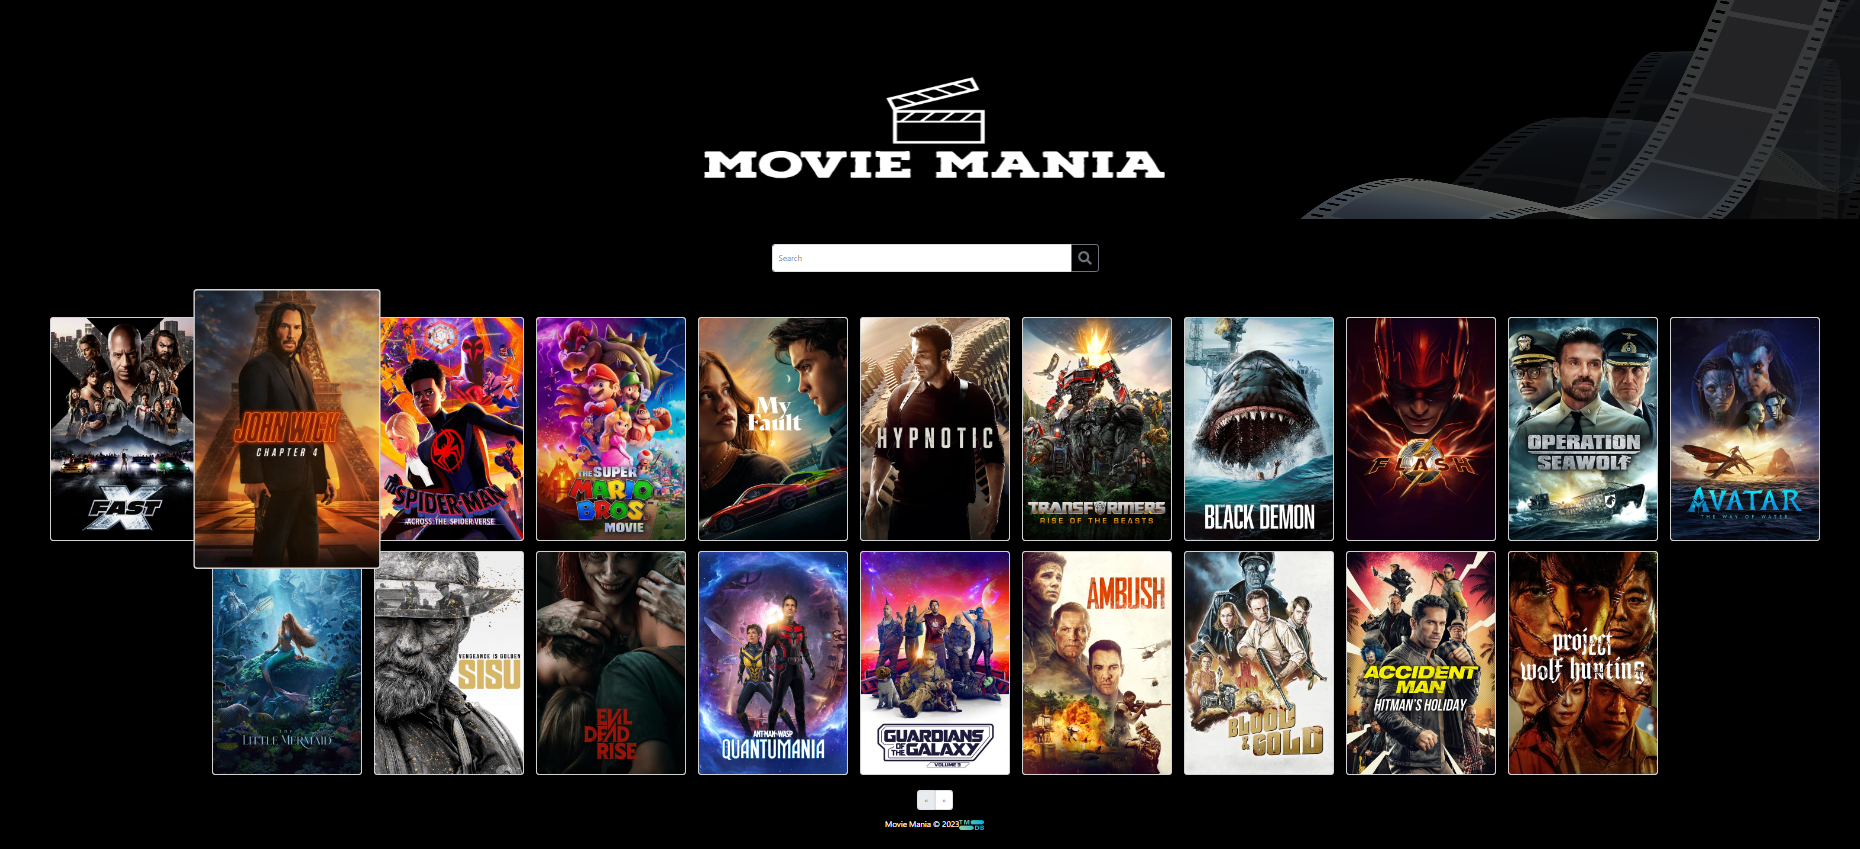 MOVIE MANIA
Search
FAST X
JOHN WICK
CHAPTER 4
SPIDER-MAN
ACROSS THE SPIDER-VERSE
THE SUPER
MARIO
BROS
MOVIE
My
Fault
HYPNOTIC
TRANSFORMERS
RISE OF THE BEASTS
BLACK DEMON
FLASH
OPERATION
SEAWOLF
AVATAR
THE WAY OF WATER
THE
LITTLE MERMAID
VENGEANCE IS GOLDEN
SISU
EVIL
DEAD
RISE
ANT-MAN AND THE WASP
QUANTUMANIA
GUARDIANS
OF THE GALAXY
VOLUME 3
AMBUSH
BLOOD
& GOLD
ACCIDENT
MAN
HITMAN'S HOLIDAY
project
wolf hunting
« »
Movie Mania © 2023 TM
DB